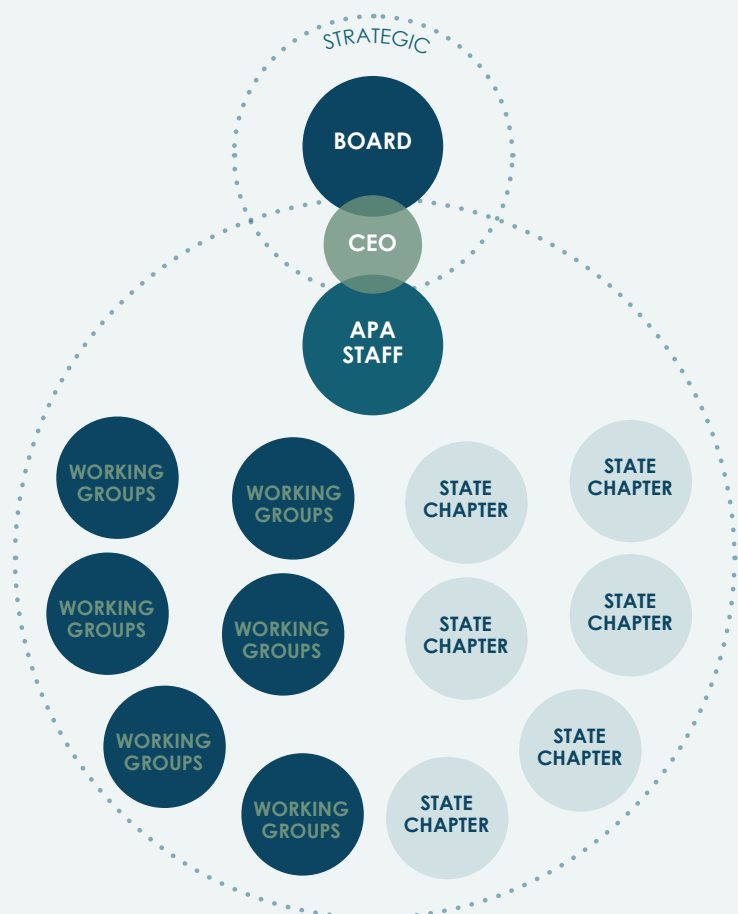 STRATEGIC
BOARD
CEO
APA
STAFF
WORKING
GROUPS
WORKING
GROUPS
STATE
CHAPTER
STATE
CHAPTER
WORKING
GROUPS
WORKING
GROUPS
STATE
CHAPTER
STATE
CHAPTER
WORKING
GROUPS
STATE
CHAPTER
WORKING
GROUPS
STATE
CHAPTER